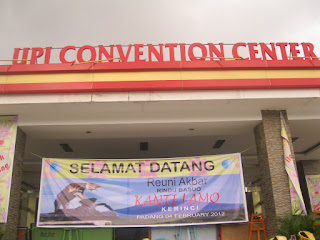 UPI CONVENTION CENTER
SELAMAT DATANG
Reuni Akbar
RINDU BASUO
KANTI LAMO
KERINCI
PADANG 04 FEBRUARY 2012